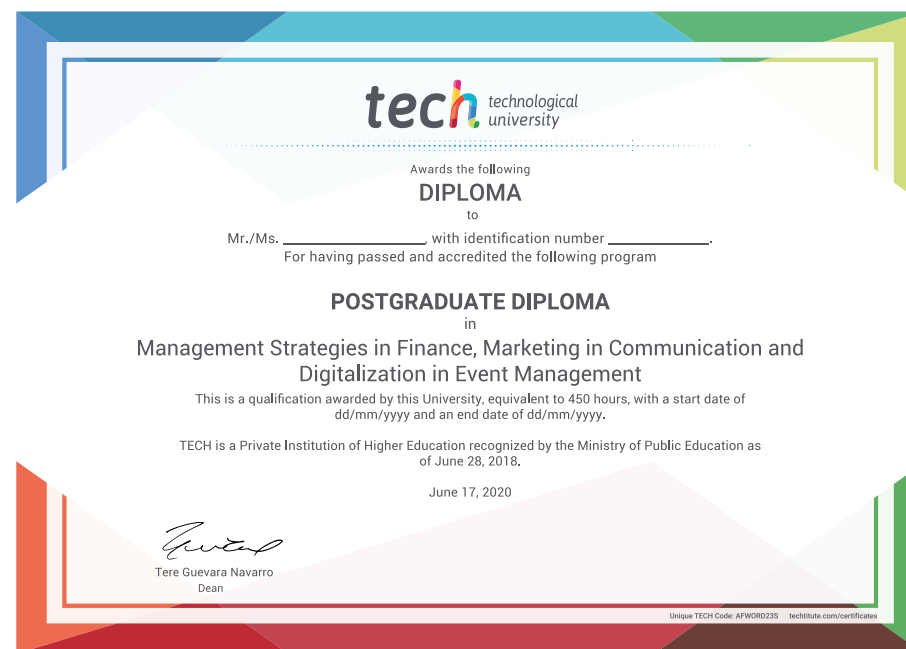 tech technological
university
Awards the following
DIPLOMA
to
Mr./Ms. ____________________, with identification number ______________.
For having passed and accredited the following program
POSTGRADUATE DIPLOMA
in
Management Strategies in Finance, Marketing in Communication and
Digitalization in Event Management
This is a qualification awarded by this University, equivalent to 450 hours, with a start date of
dd/mm/yyyy and an end date of dd/mm/yyyy.
TECH is a Private Institution of Higher Education recognized by the Ministry of Public Education as
of June 28, 2018.
June 17, 2020
Tere Guevara Navarro
Dean
Unique TECH Code: AFWORD23S techtitute.com/certificates